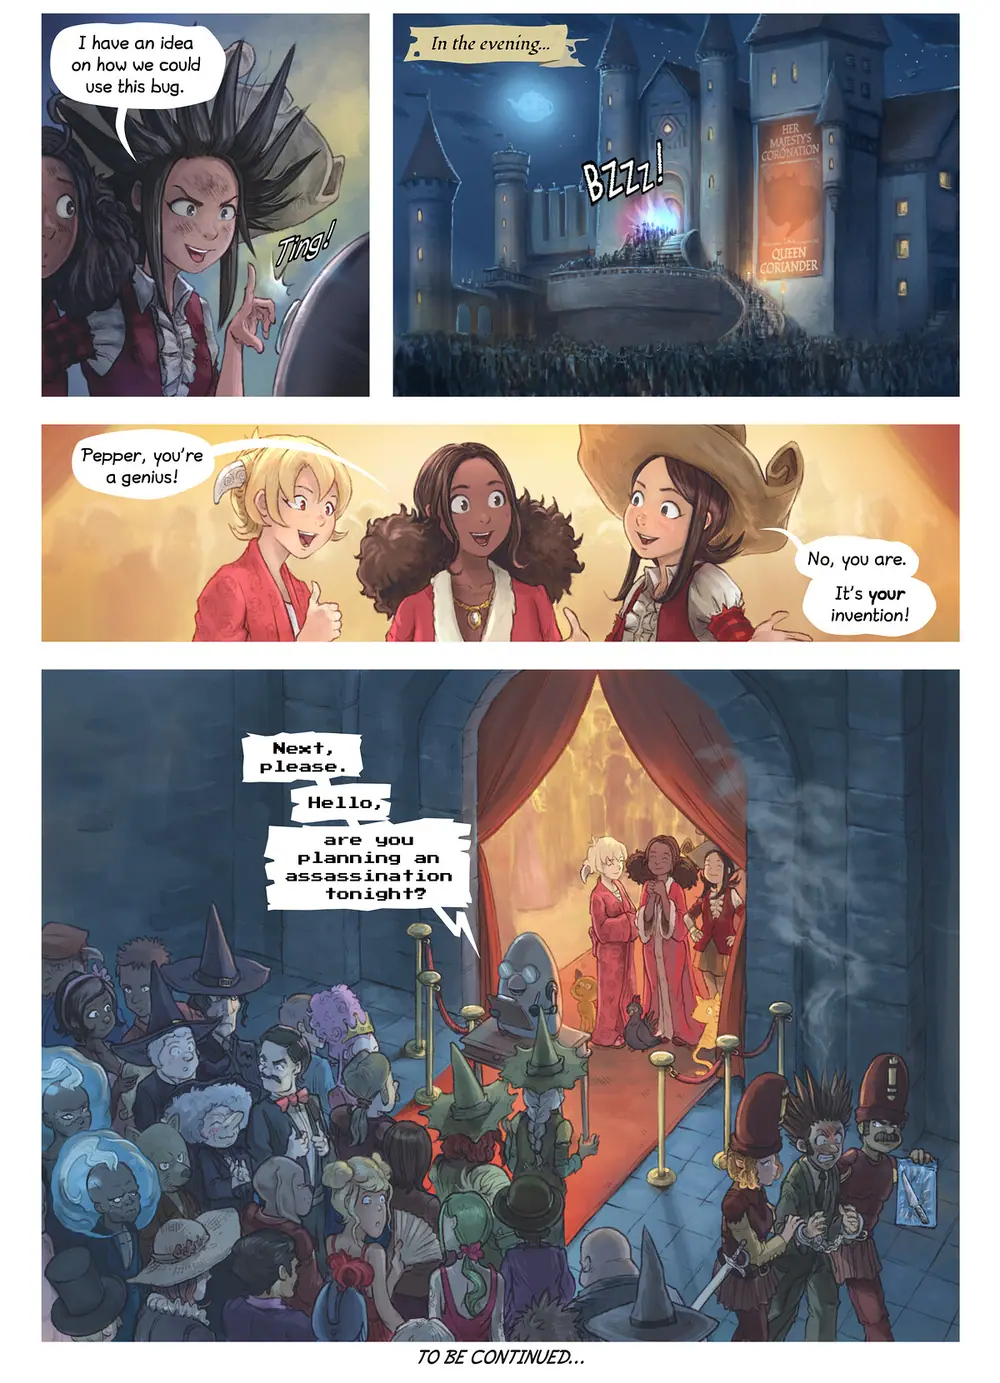 I have an idea
on how we could
use this bug.
Ting!
In the evening...
BZZZ!
HER
MAJESTY'S
CORONATION
QUEEN
CORIANDER
Pepper, you're
a genius!
No, you are.
It's your
invention!
Next,
please.
Hello,
are you
planning an
assassination
tonight?
TO BE CONTINUED...